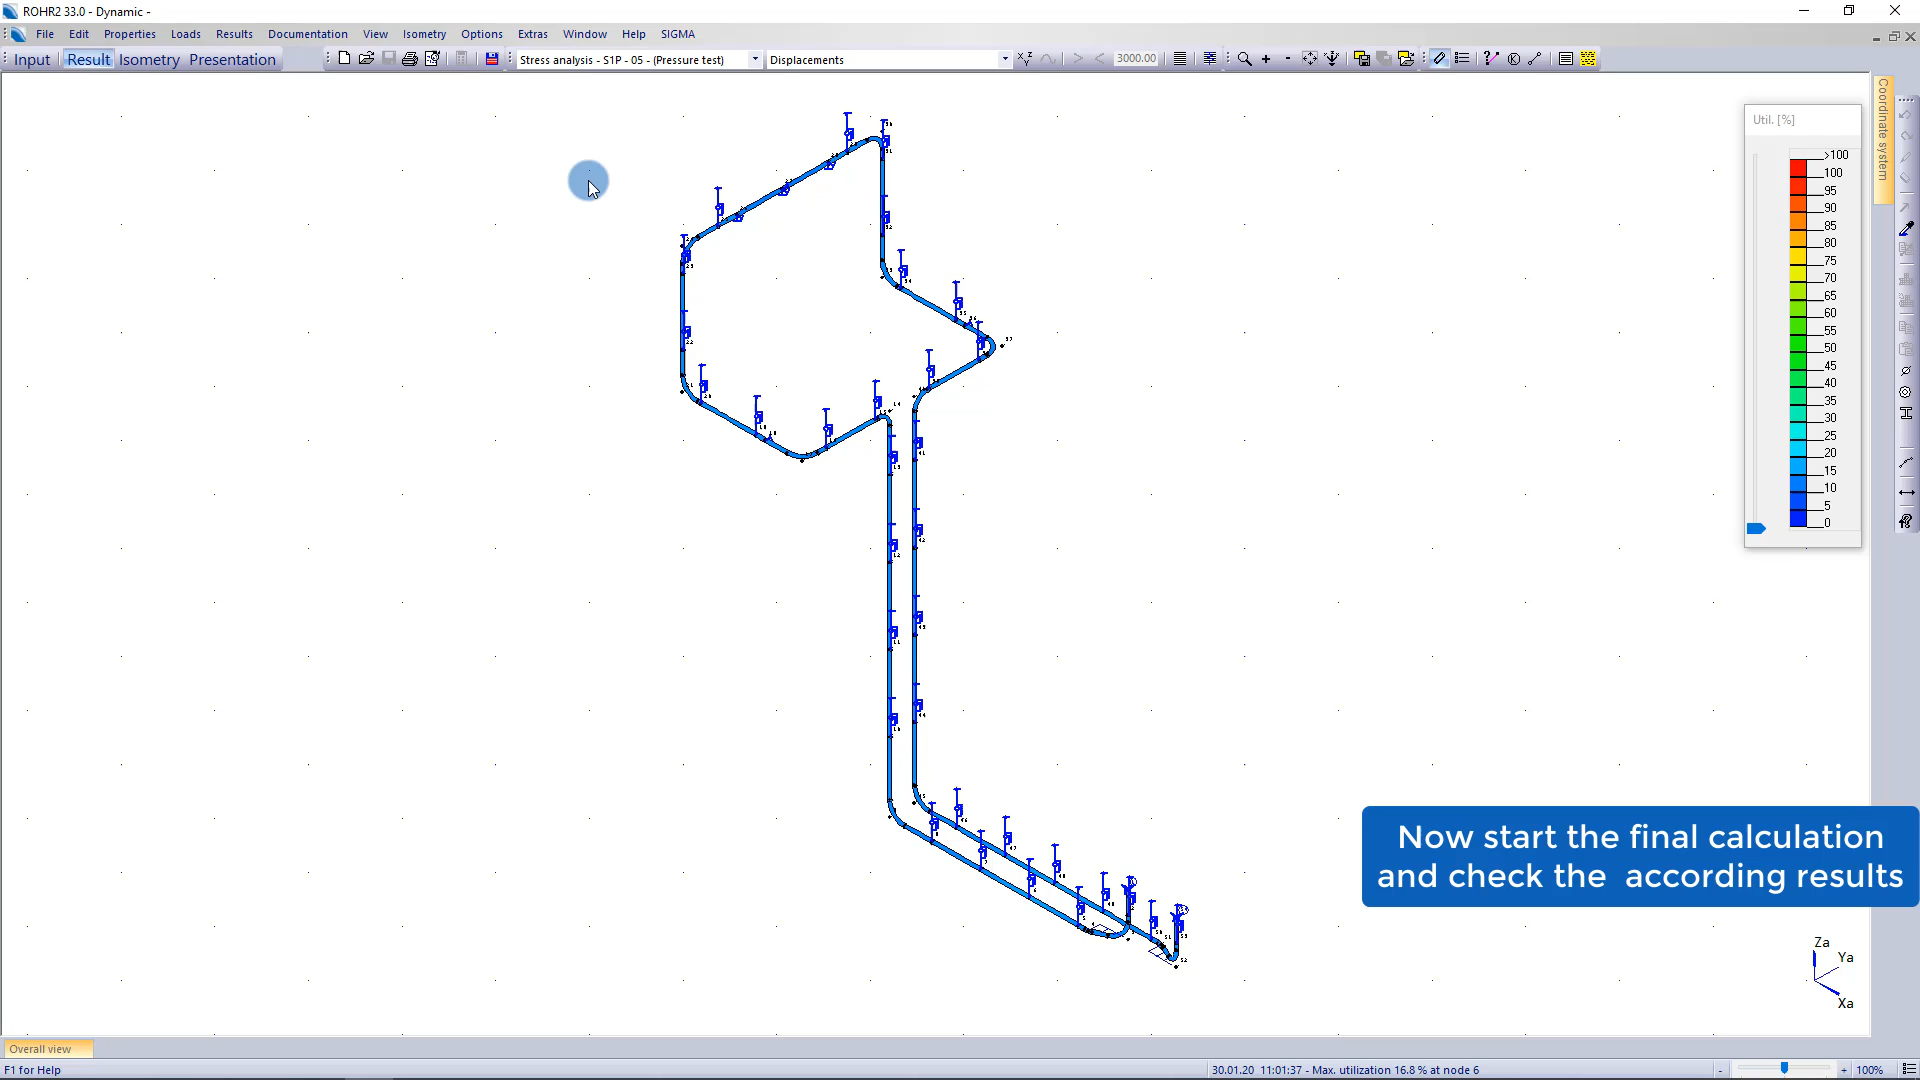 ROHR2 33.0 - Dynamic -
File Edit Properties Loads Results Documentation View Isometry Options Extras Window Help SIGMA
Input Result Isometry Presentation
Stress analysis - S1P - 05 - (Pressure test)
Displacements
3000.00
Coordinate system
Util. [%]
>100
100
95
90
85
80
75
70
65
60
55
50
45
40
35
30
25
20
15
10
5
0
Now start the final calculation
and check the according results
Za
Ya
Xa
Overall view
F1 for Help
30.01.20 11:01:37 - Max. utilization 16.8 % at node 6
- + 100%